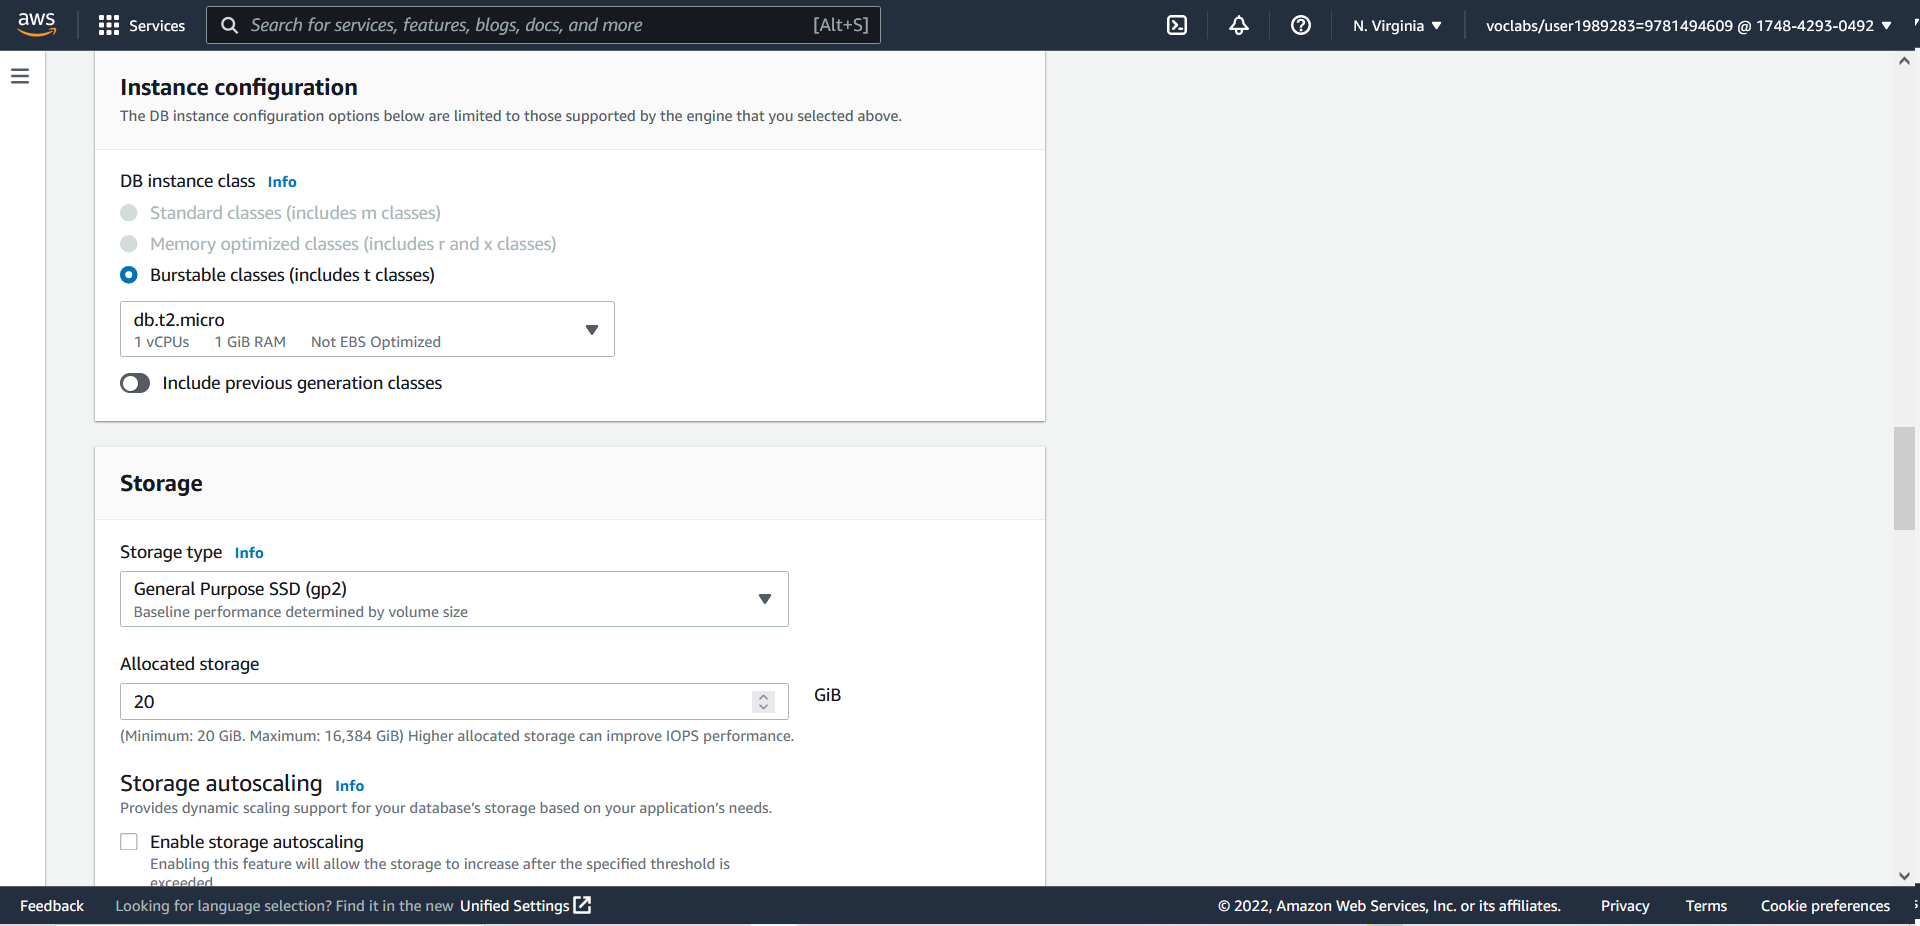 aws
Services
Search for services, features, blogs, docs, and more
[Alt+S]
N. Virginia
voclabs/user1989283=9781494609 @ 1748-4293-0492
Instance configuration
The DB instance configuration options below are limited to those supported by the engine that you selected above.
DB instance class Info
Standard classes (includes m classes)
Memory optimized classes (includes r and x classes)
Burstable classes (includes t classes)
db.t2.micro
1 vCPUs 1 GiB RAM Not EBS Optimized
Include previous generation classes
Storage
Storage type Info
General Purpose SSD (gp2)
Baseline performance determined by volume size
Allocated storage
20
GiB
(Minimum: 20 GiB. Maximum: 16,384 GiB) Higher allocated storage can improve IOPS performance.
Storage autoscaling Info
Provides dynamic scaling support for your database's storage based on your application's needs.
Enable storage autoscaling
Enabling this feature will allow the storage to increase after the specified threshold is
exceeded
Feedback
Looking for language selection? Find it in the new Unified Settings
© 2022, Amazon Web Services, Inc. or its affiliates.
Privacy
Terms
Cookie preferences